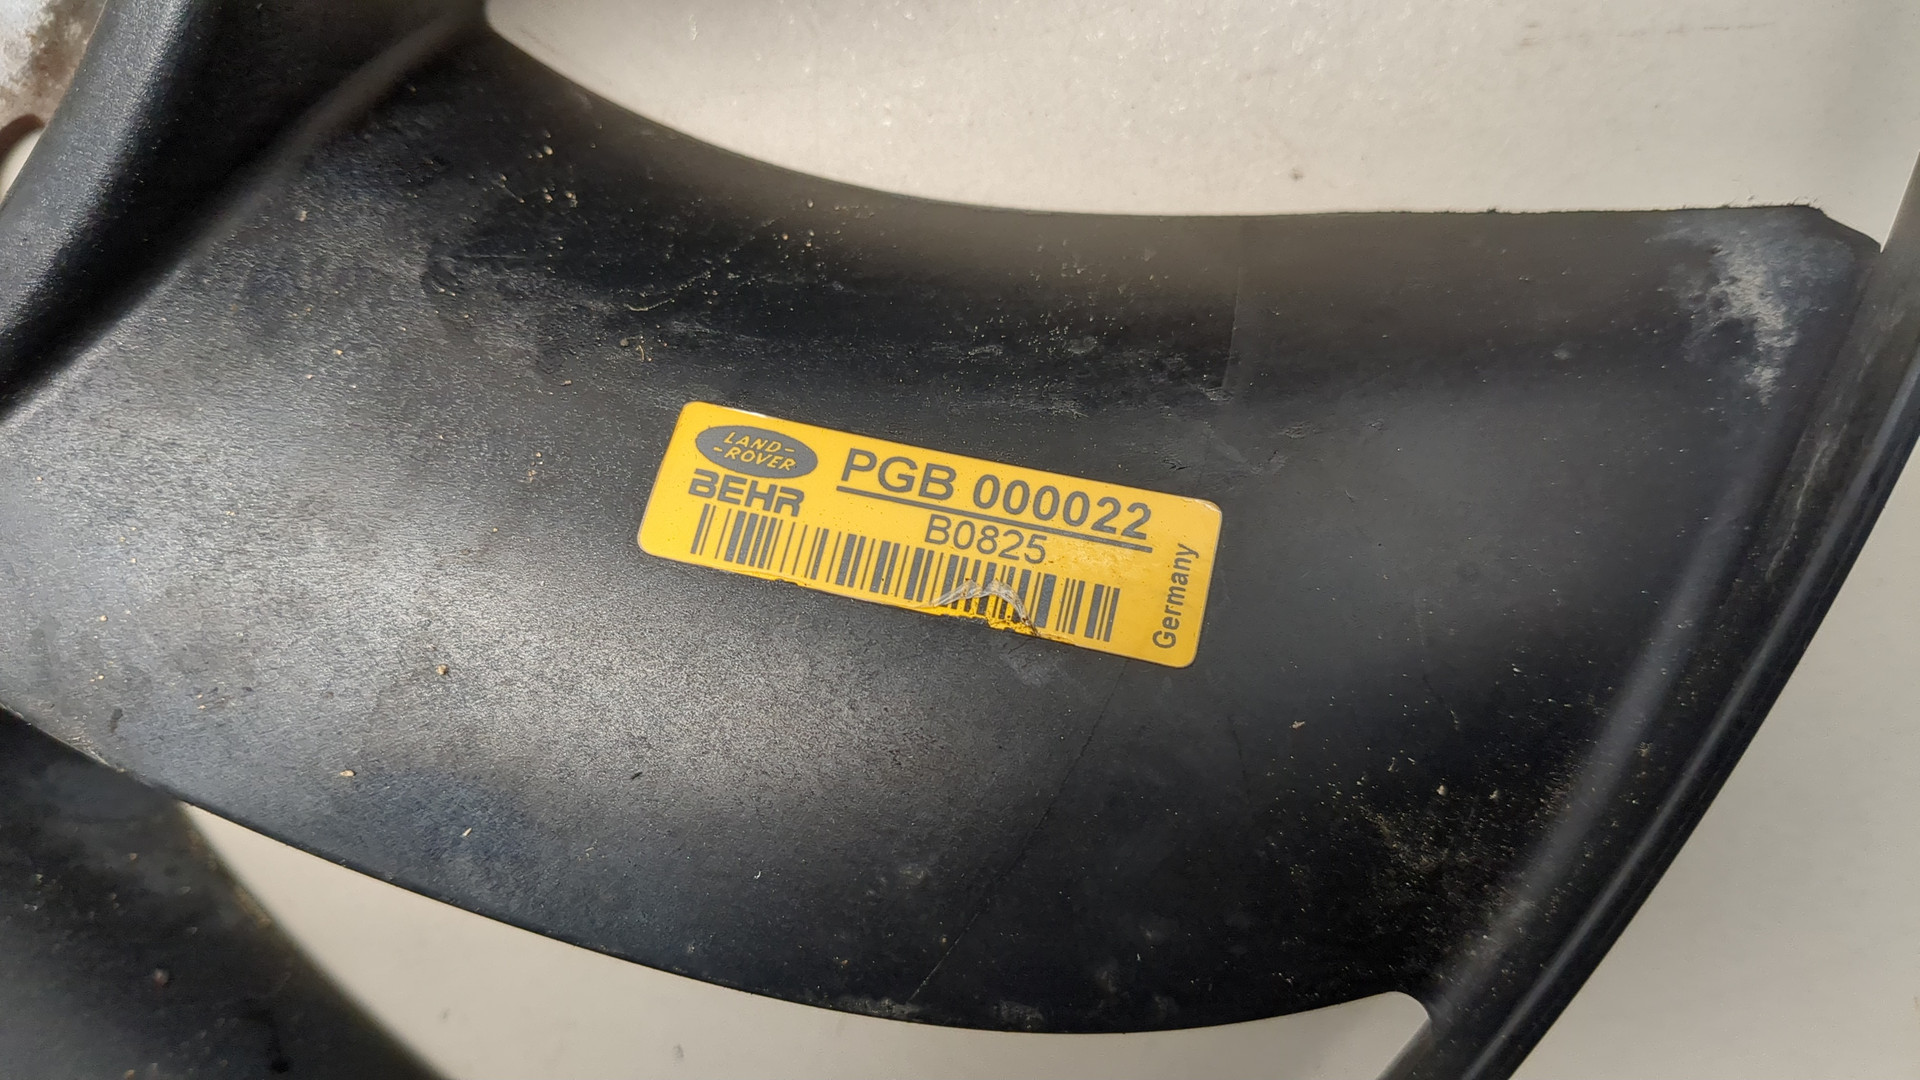 LAND-
-ROVER
BEHR
PGB 000022
B0825
Germany